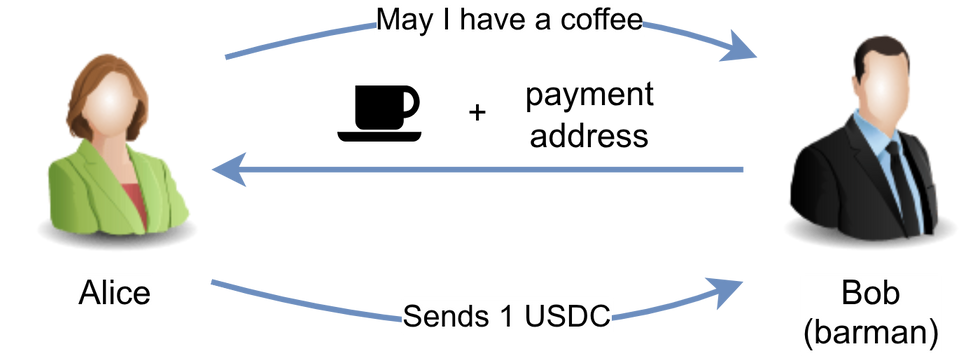 May I have a coffee
+
payment
address
Alice
Sends 1 USDC
Bob
(barman)